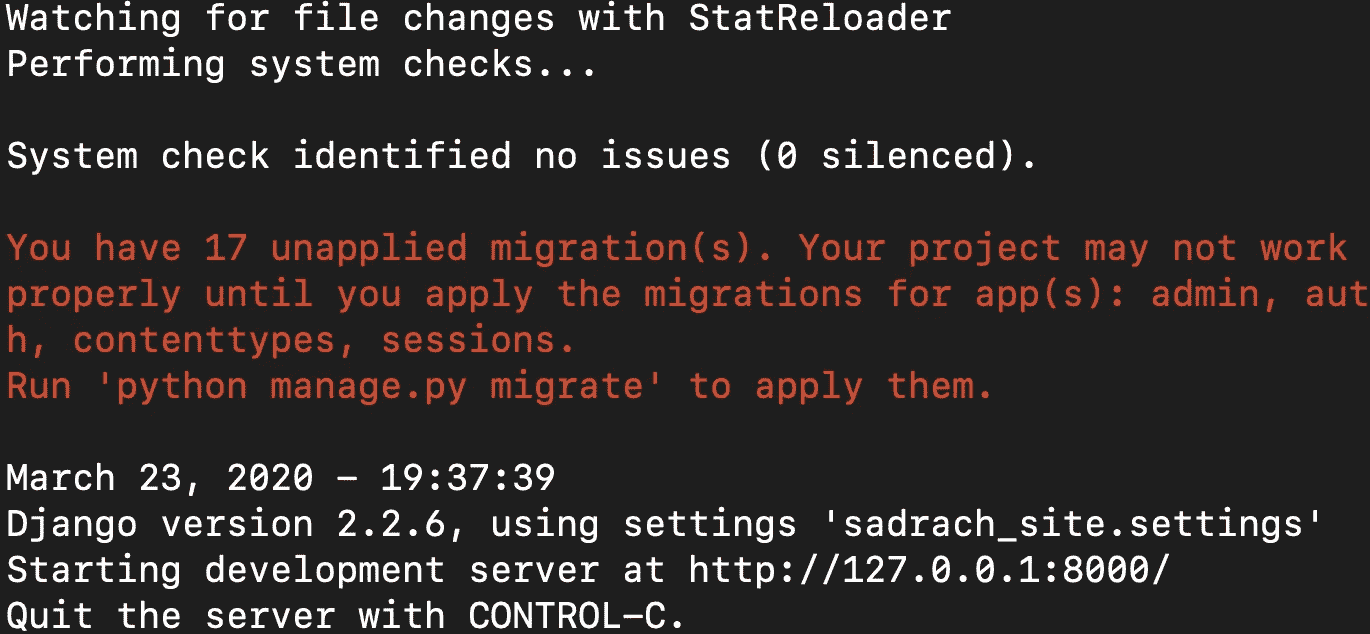 Watching for file changes with StatReloader
Performing system checks...
System check identified no issues (0 silenced).
You have 17 unapplied migration(s). Your project may not work
properly until you apply the migrations for app(s): admin, aut
h, contenttypes, sessions.
Run 'python manage.py migrate' to apply them.
March 23, 2020 – 19:37:39
Django version 2.2.6, using settings 'sadrach_site.settings'
Starting development server at http://127.0.0.1:8000/
Quit the server with CONTROL–C.